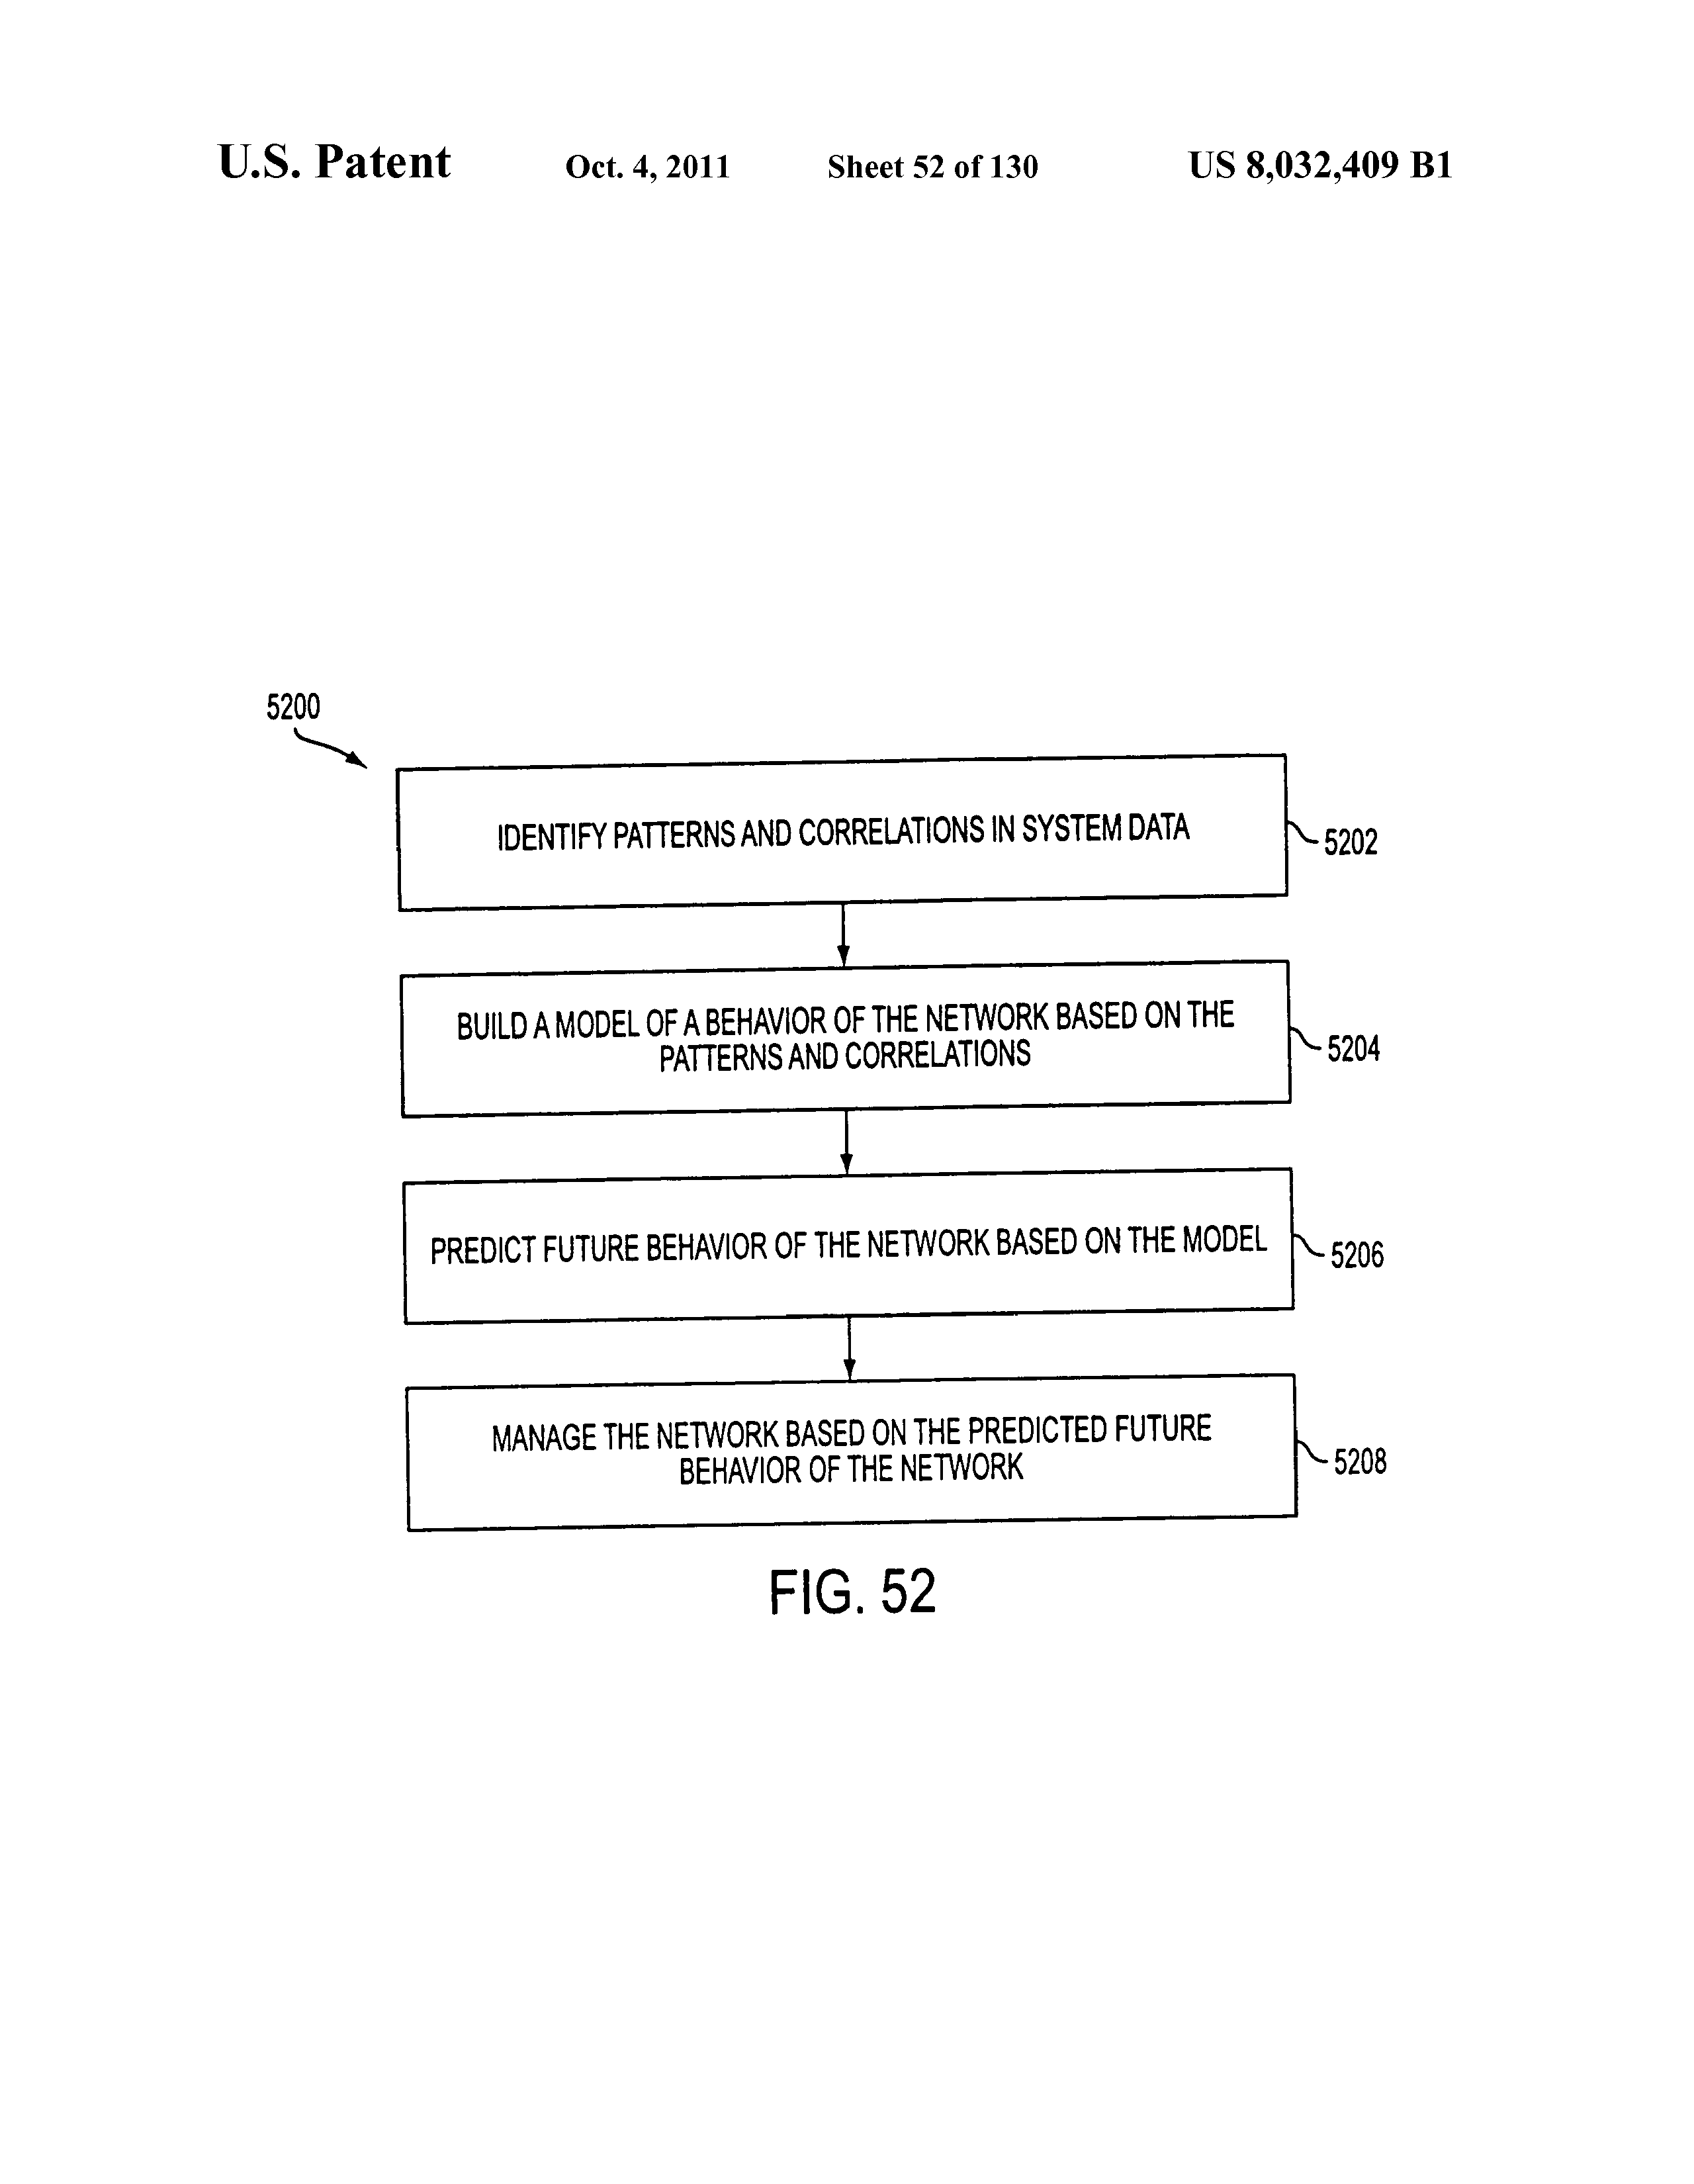 U.S. Patent Oct. 4, 2011 Sheet 52 of 130 US 8,032,409 B1
5200
IDENTIFY PATTERNS AND CORRELATIONS IN SYSTEM DATA
5202
BUILD A MODEL OF A BEHAVIOR OF THE NETWORK BASED ON THE
PATTERNS AND CORRELATIONS
5204
PREDICT FUTURE BEHAVIOR OF THE NETWORK BASED ON THE MODEL
5206
MANAGE THE NETWORK BASED ON THE PREDICTED FUTURE
BEHAVIOR OF THE NETWORK
5208
FIG. 52